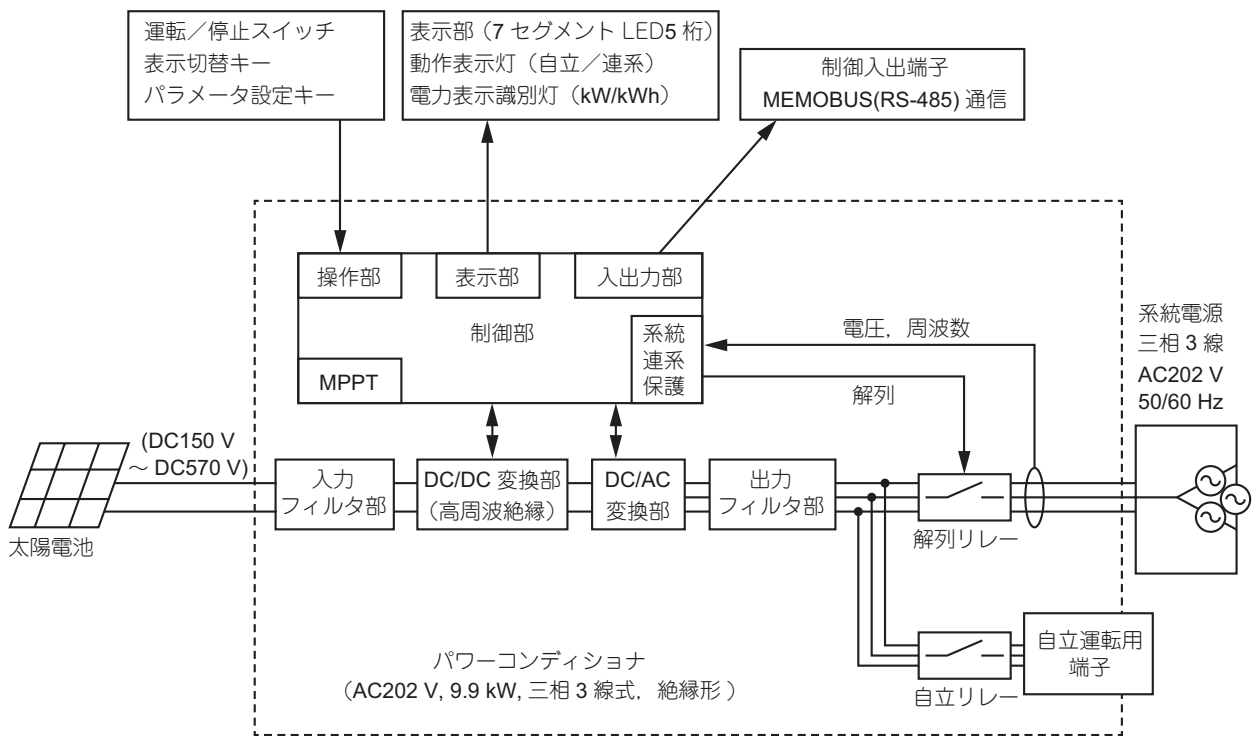 運転／停止スイッチ
表示切替キー
パラメータ設定キー
表示部（7 セグメント LED5 桁）
動作表示灯（自立／連系）
電力表示識別灯（kW/kWh）
制御入出端子
MEMOBUS(RS-485) 通信
操作部
表示部
入出力部
制御部
系統
連系
保護
MPPT
電圧，周波数
解列
系統電源
三相 3 線
AC202 V
50/60 Hz
(DC150 V
～ DC570 V)
太陽電池
入力
フィルタ部
DC/DC 変換部
（高周波絶縁）
DC/AC
変換部
出力
フィルタ部
解列リレー
自立運転用
端子
自立リレー
パワーコンディショナ
（AC202 V, 9.9 kW, 三相 3 線式，絶縁形 ）